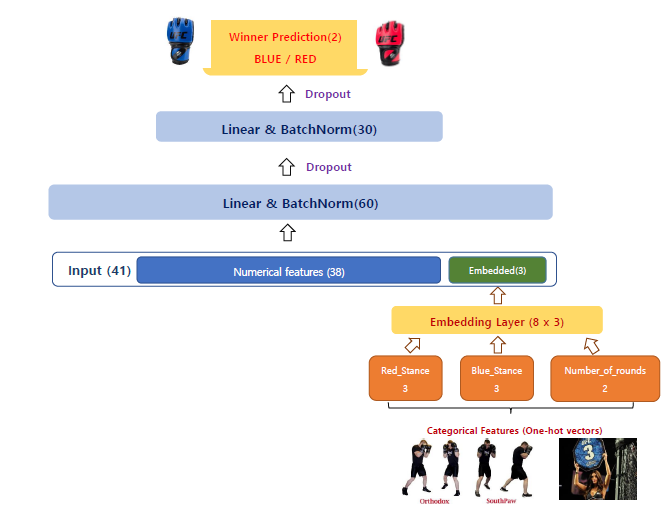 Winner Prediction(2)
BLUE / RED
UFC
UFC
Dropout
Linear & BatchNorm(30)
Dropout
Linear & BatchNorm(60)
Input (41)
Numerical features (38)
Embedded(3)
Embedding Layer (8 x 3)
Red_Stance
3
Blue_Stance
3
Number_of_rounds
2
Categorical Features (One-hot vectors)
3
Orthodox
SouthPaw